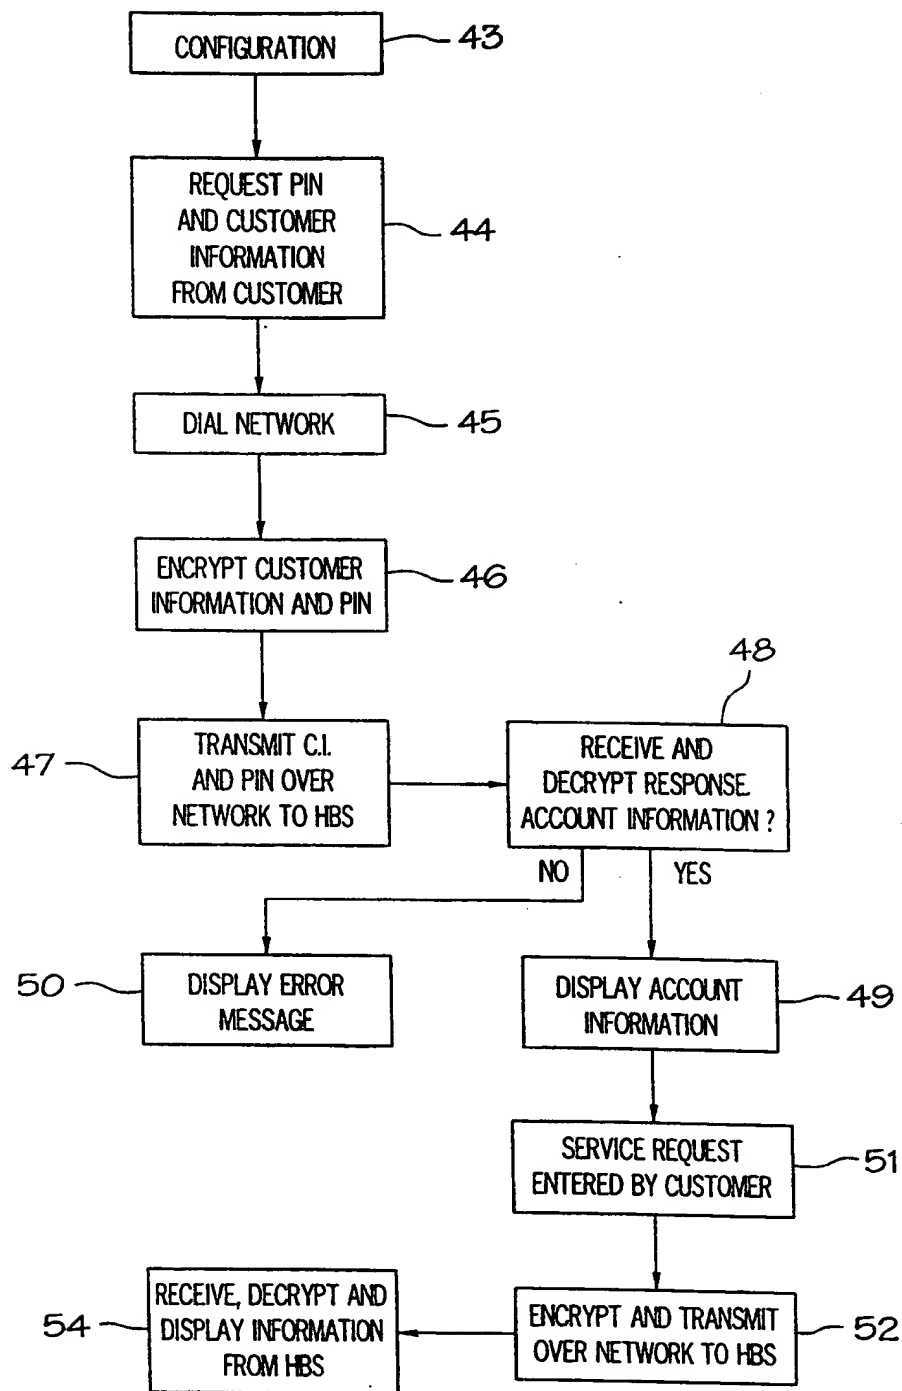 CONFIGURATION
43
REQUEST PIN
AND CUSTOMER
INFORMATION
FROM CUSTOMER
44
DIAL NETWORK
45
ENCRYPT CUSTOMER
INFORMATION AND PIN
46
47
TRANSMIT C.I.
AND PIN OVER
NETWORK TO HBS
48
RECEIVE AND
DECRYPT RESPONSE.
ACCOUNT INFORMATION ?
NO
YES
50
DISPLAY ERROR
MESSAGE
DISPLAY ACCOUNT
INFORMATION
49
SERVICE REQUEST
ENTERED BY CUSTOMER
51
ENCRYPT AND TRANSMIT
OVER NETWORK TO HBS
52
54
RECEIVE, DECRYPT AND
DISPLAY INFORMATION
FROM HBS